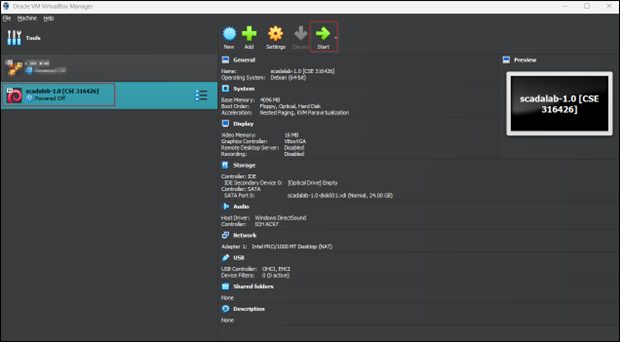 Oracle VM VirtualBox Manager
File Machine Help
Tools
New Add Settings Discard Start
scadalab-1.0 [CSE 316426]
Powered Off
General
Name: scadalab-1.0 [CSE 316426]
Operating System: Debian (64-bit)
System
Base Memory: 4096 MB
Boot Order: Floppy, Optical, Hard Disk
Acceleration: Nested Paging, KVM Paravirtualization
Display
Video Memory: 16 MB
Graphics Controller: VBoxVGA
Remote Desktop Server: Disabled
Recording: Disabled
Storage
Controller: IDE
IDE Secondary Device 0: [Optical Drive] Empty
Controller: SATA
SATA Port 0: scadalab-1.0-disk001.vdi (Normal, 24.00 GB)
Audio
Host Driver: Windows DirectSound
Controller: ICH AC97
Network
Adapter 2: Intel PRO/1000 MT Desktop (NAT)
USB
USB Controller: OHCI, EHCI
Device Filters: 0 (0 active)
Shared folders
None
Description
None
Preview
scadalab-1.0 [CSE
316426]